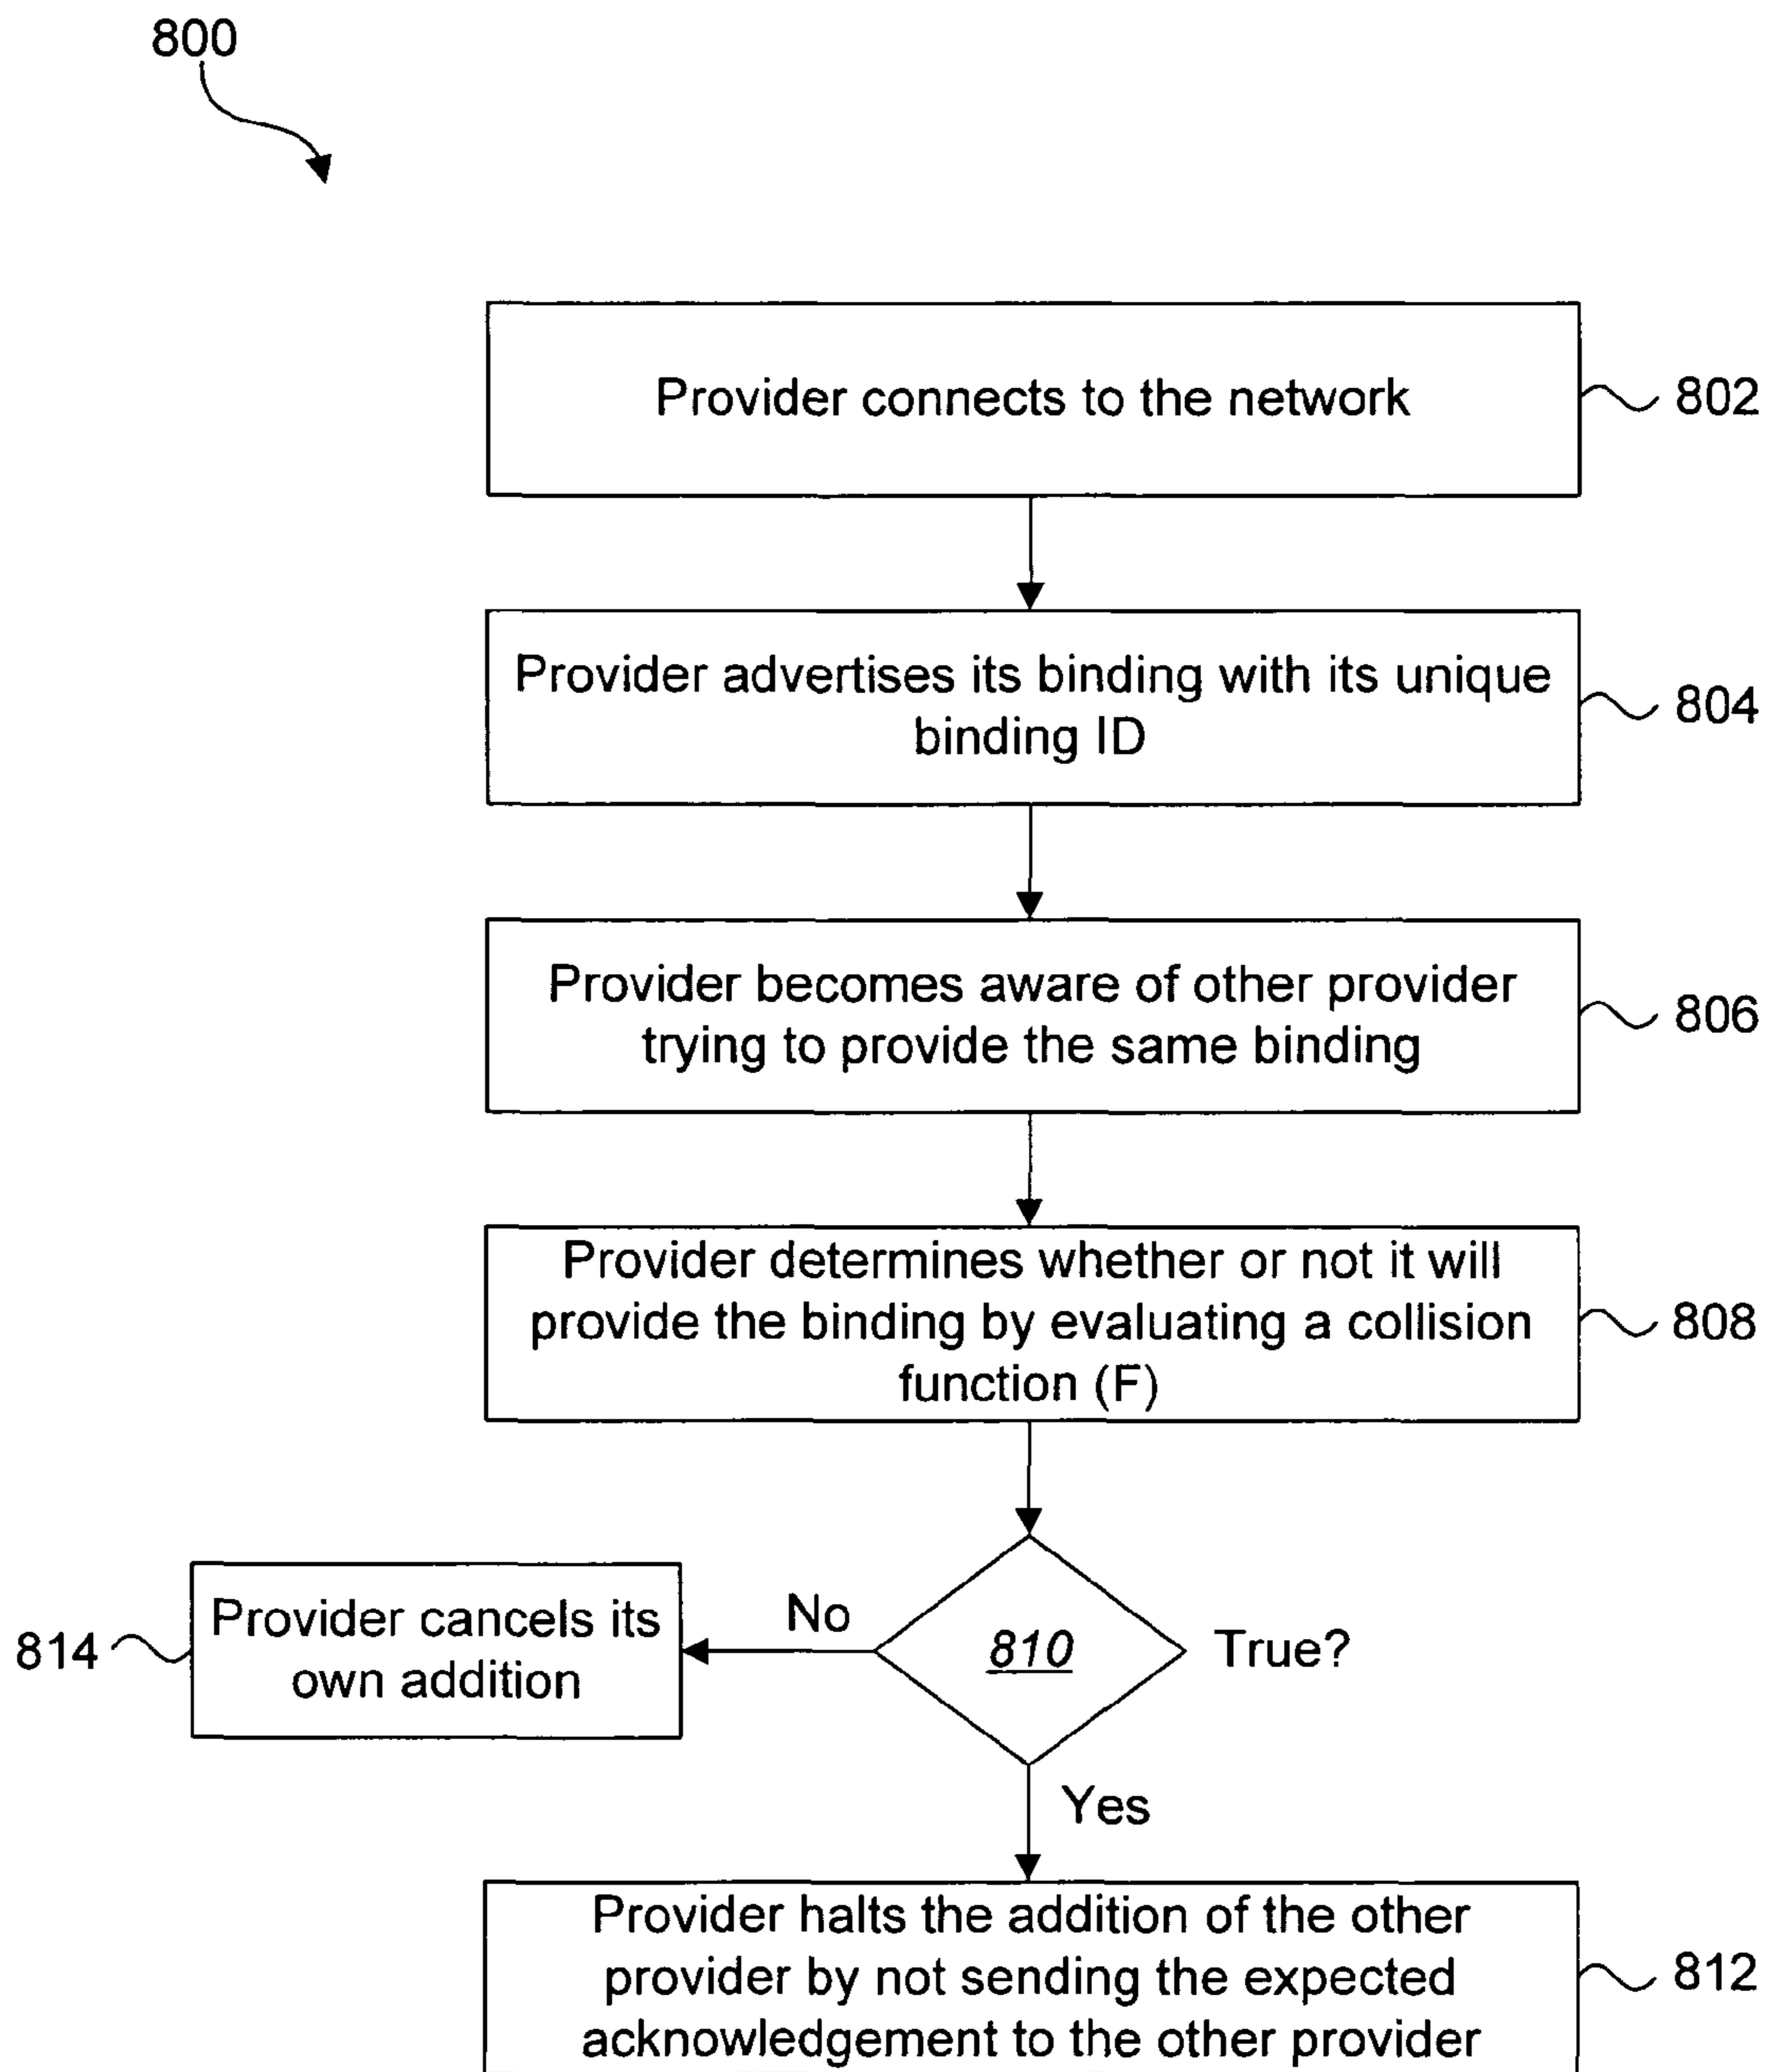 800
Provider connects to the network
802
Provider advertises its binding with its unique
binding ID
804
Provider becomes aware of other provider
trying to provide the same binding
806
Provider determines whether or not it will
provide the binding by evaluating a collision
function (F)
808
814
Provider cancels its
own addition
No
810
True?
Yes
Provider halts the addition of the other
provider by not sending the expected
acknowledgement to the other provider
812